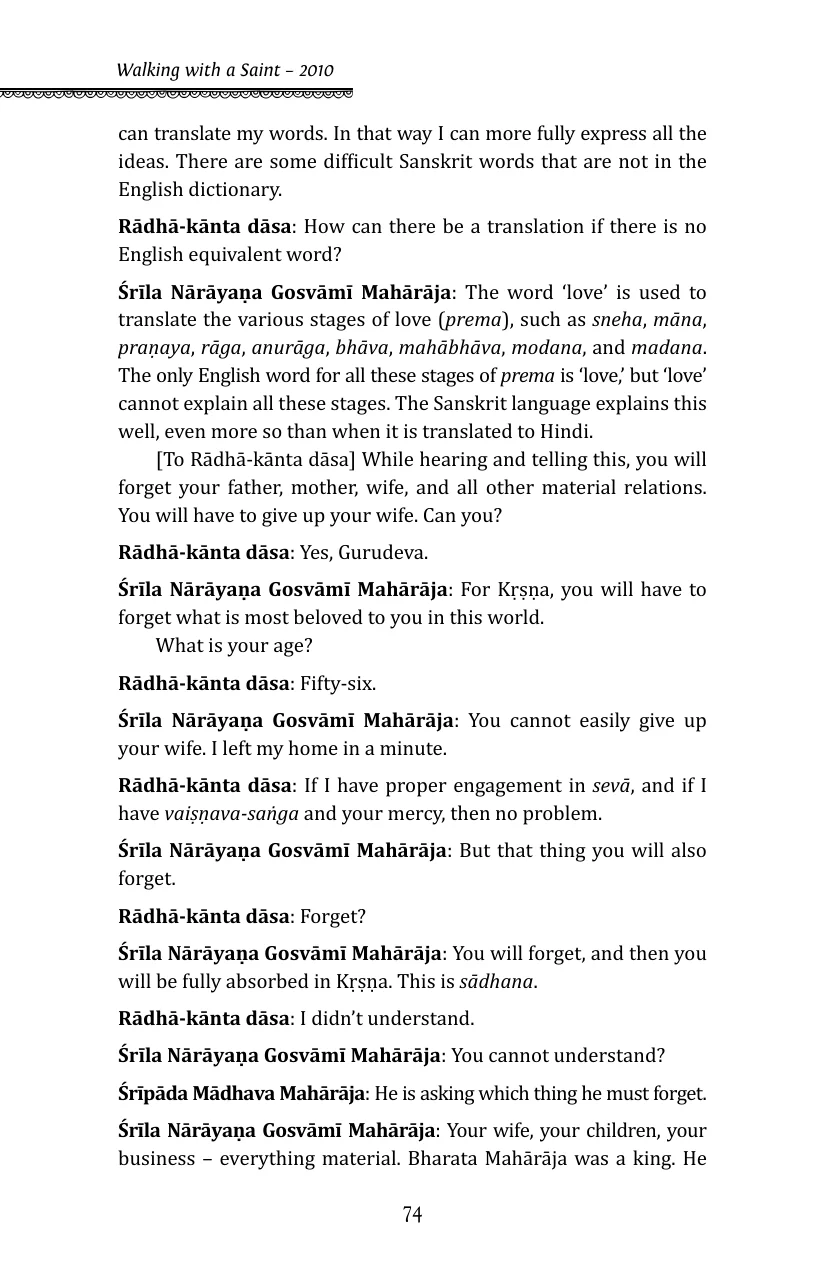 Walking with a Saint – 2010
can translate my words. In that way I can more fully express all the
ideas. There are some difficult Sanskrit words that are not in the
English dictionary.
Rādhā-kānta dāsa: How can there be a translation if there is no
English equivalent word?
Śrīla Nārāyaṇa Gosvāmī Mahārāja: The word ‘love’ is used to
translate the various stages of love (prema), such as sneha, māna,
praṇaya, rāga, anurāga, bhāva, mahābhāva, modana, and madana.
The only English word for all these stages of prema is ‘love,’ but ‘love’
cannot explain all these stages. The Sanskrit language explains this
well, even more so than when it is translated to Hindi.
[To Rādhā-kānta dāsa] While hearing and telling this, you will
forget your father, mother, wife, and all other material relations.
You will have to give up your wife. Can you?
Rādhā-kānta dāsa: Yes, Gurudeva.
Śrīla Nārāyaṇa Gosvāmī Mahārāja: For Kṛṣṇa, you will have to
forget what is most beloved to you in this world.
What is your age?
Rādhā-kānta dāsa: Fifty-six.
Śrīla Nārāyaṇa Gosvāmī Mahārāja: You cannot easily give up
your wife. I left my home in a minute.
Rādhā-kānta dāsa: If I have proper engagement in sevā, and if I
have vaiṣṇava-saṅga and your mercy, then no problem.
Śrīla Nārāyaṇa Gosvāmī Mahārāja: But that thing you will also
forget.
Rādhā-kānta dāsa: Forget?
Śrīla Nārāyaṇa Gosvāmī Mahārāja: You will forget, and then you
will be fully absorbed in Kṛṣṇa. This is sādhana.
Rādhā-kānta dāsa: I didn’t understand.
Śrīla Nārāyaṇa Gosvāmī Mahārāja: You cannot understand?
Śrīpāda Mādhava Mahārāja: He is asking which thing he must forget.
Śrīla Nārāyaṇa Gosvāmī Mahārāja: Your wife, your children, your
business – everything material. Bharata Mahārāja was a king. He
74